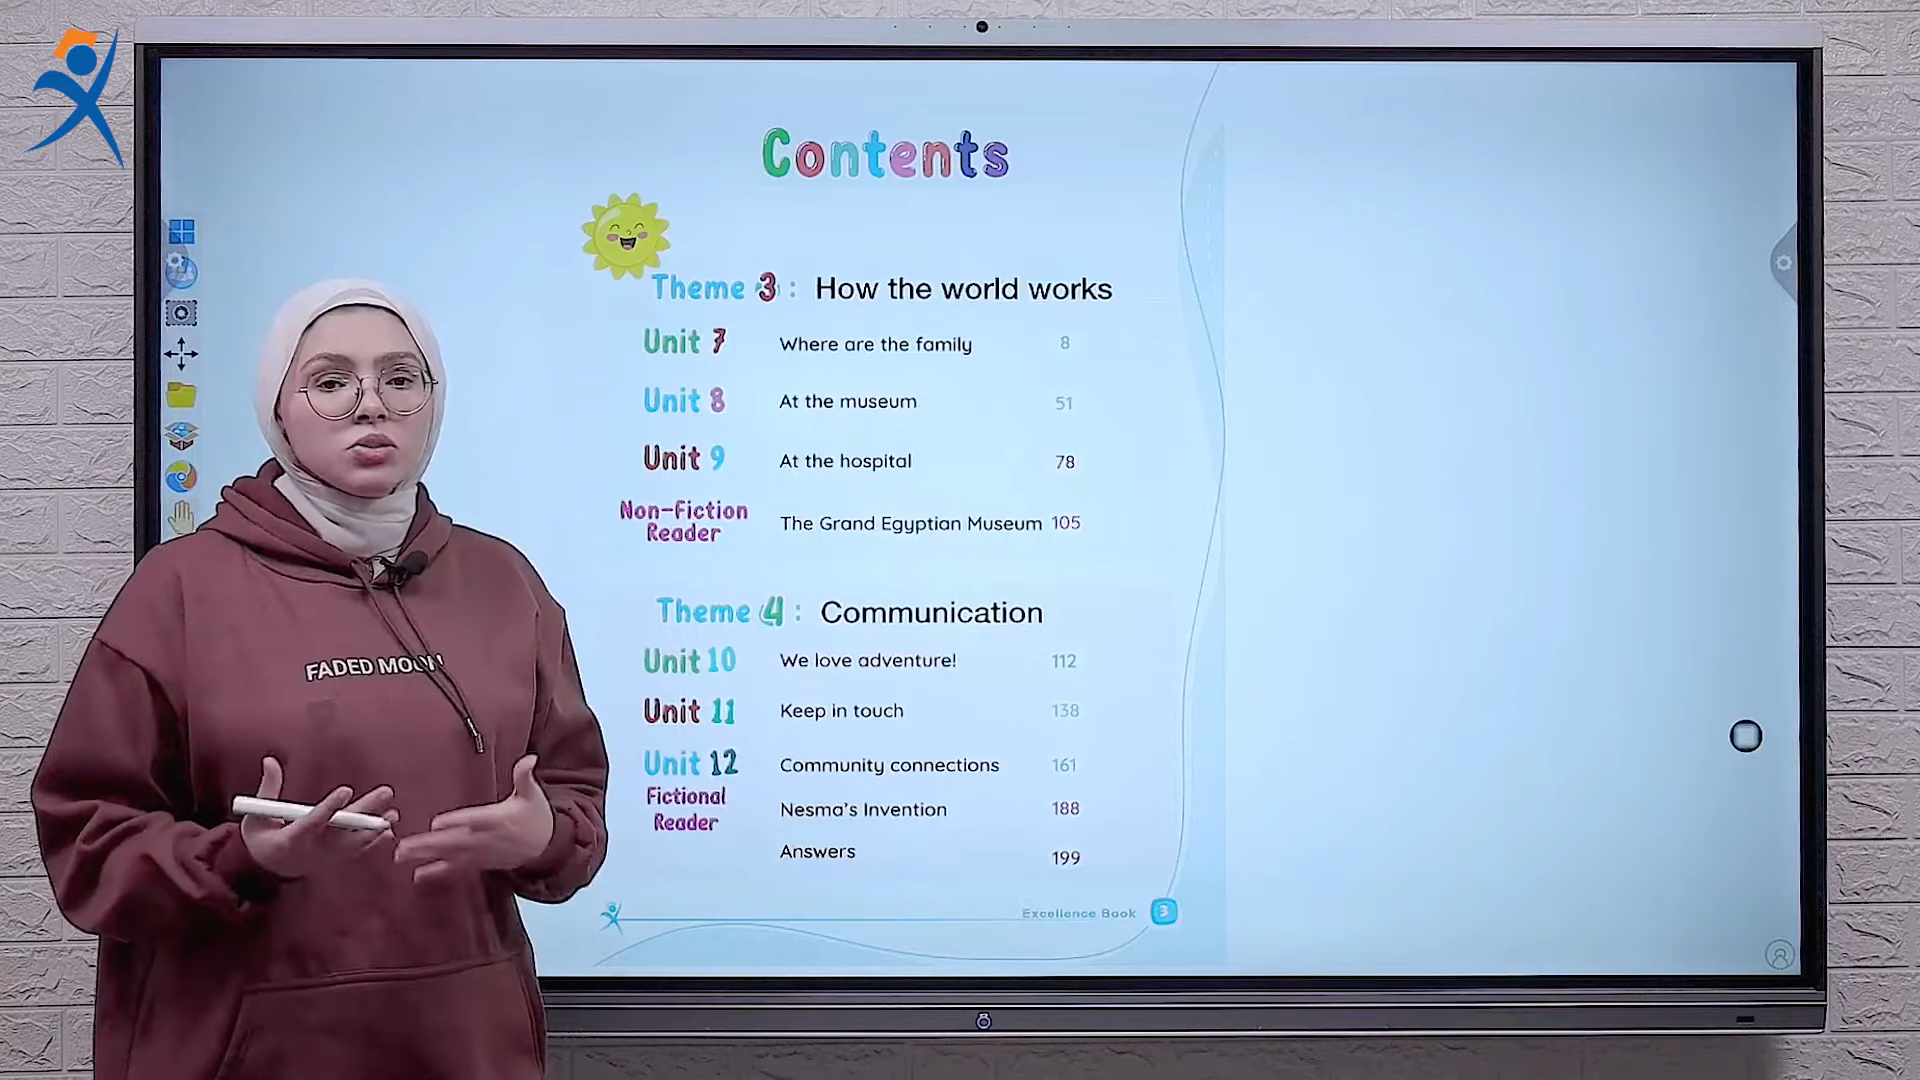 Contents
Theme 3 : How the world works
Unit 7 Where are the family 8
Unit 8 At the museum 51
Unit 9 At the hospital 78
Non-Fiction Reader The Grand Egyptian Museum 105
Theme 4 : Communication
Unit 10 We love adventure! 112
Unit 11 Keep in touch 138
Unit 12 Community connections 161
Fictional Reader Nesma's Invention 188
Answers 199
Excellence Book 3
FADED